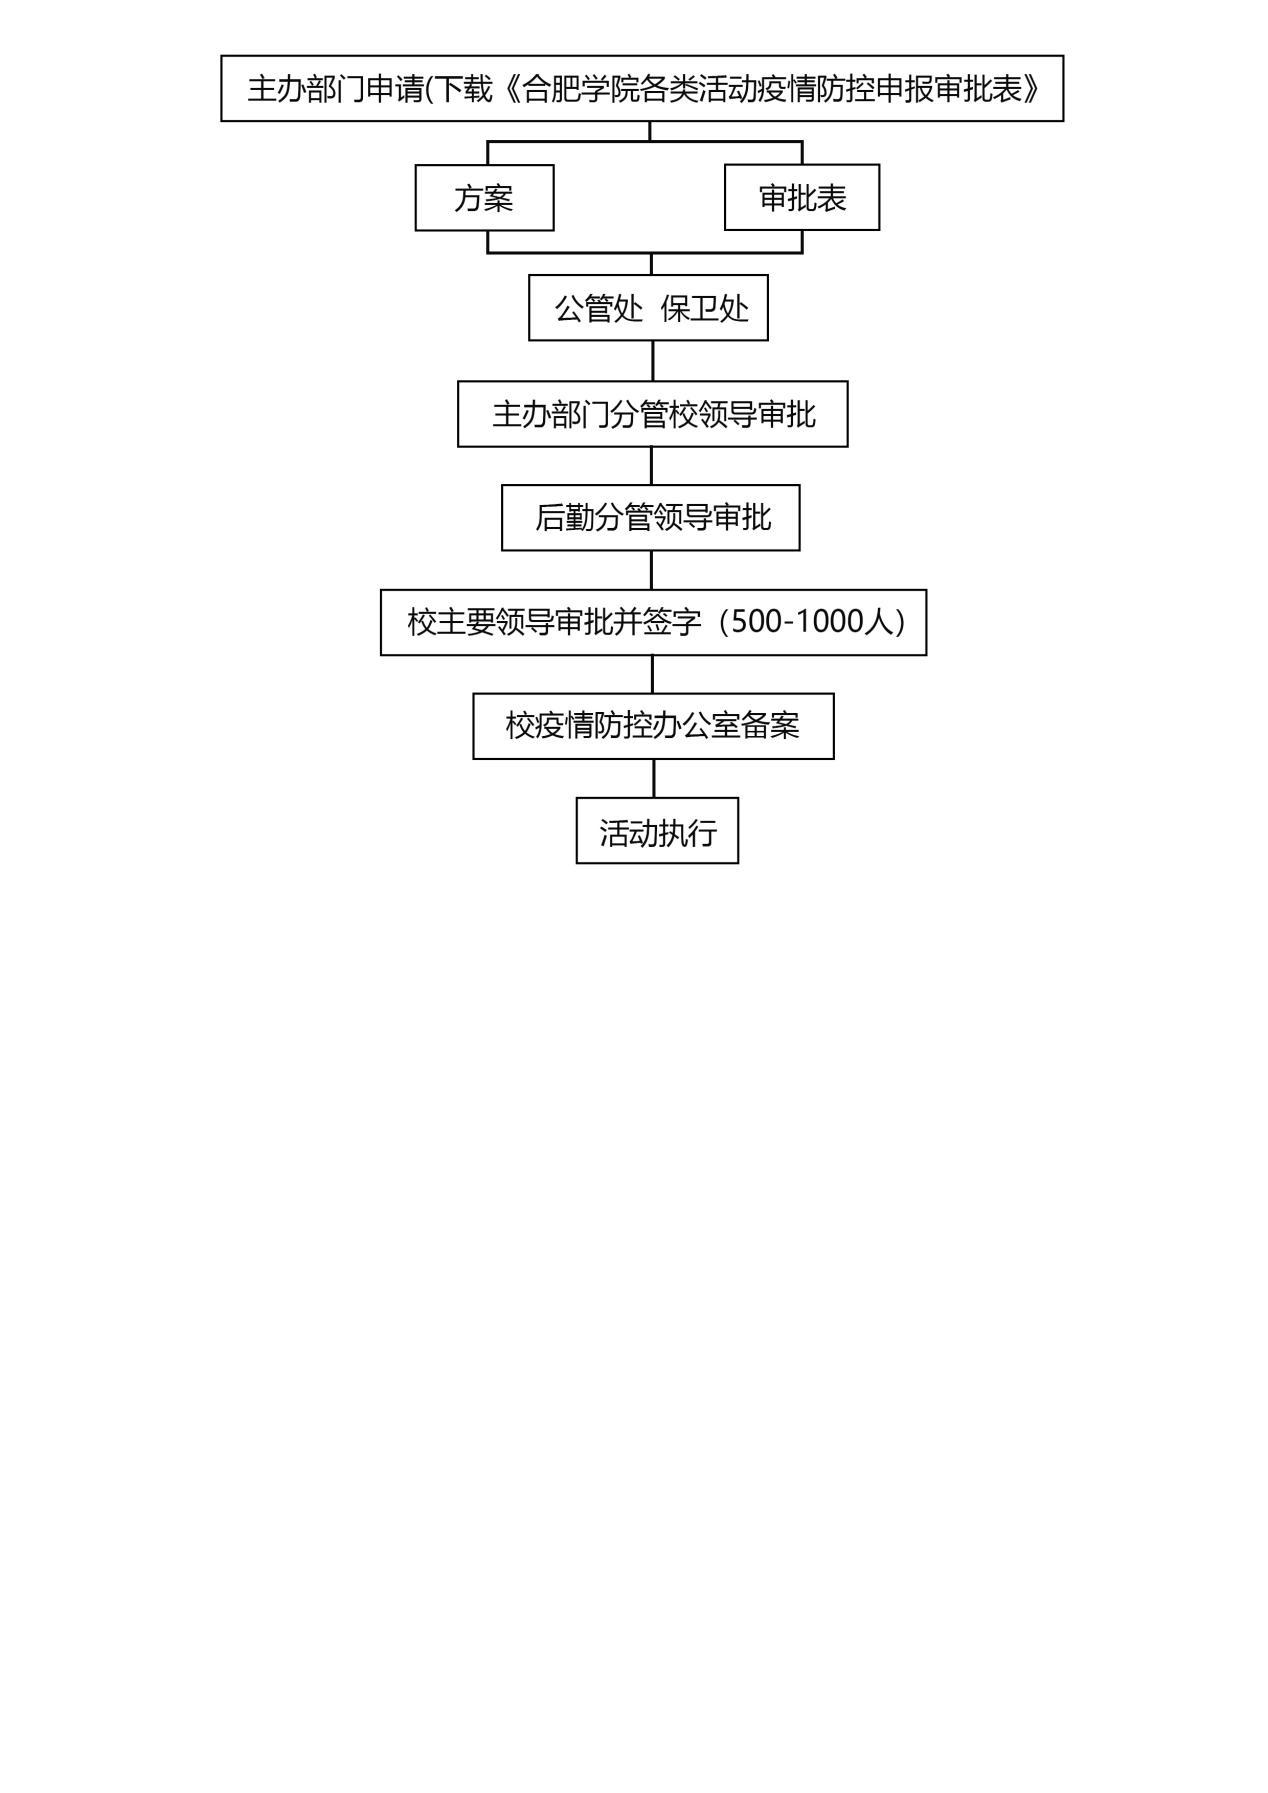 主办部门申请(下载《合肥学院各类活动疫情防控申报审批表》
方案
审批表
公管处 保卫处
主办部门分管校领导审批
后勤分管领导审批
校主要领导审批并签字（500-1000人）
校疫情防控办公室备案
活动执行